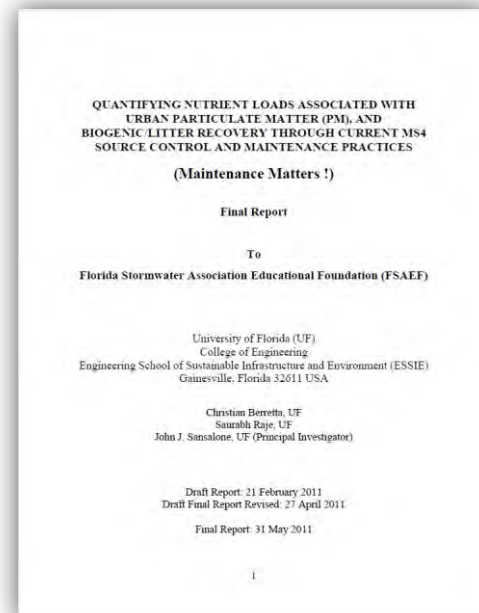 QUANTIFYING NUTRIENT LOADS ASSOCIATED WITH
URBAN PARTICULATE MATTER (PM), AND
BIOGENIC/LITTER RECOVERY THROUGH CURRENT MS4
SOURCE CONTROL AND MAINTENANCE PRACTICES
(Maintenance Matters !)
Final Report
To
Florida Stormwater Association Educational Foundation (FSAEF)
University of Florida (UF)
College of Engineering
Engineering School of Sustainable Infrastructure and Environment (ESSIE)
Gainesville, Florida 32611 USA
Christian Berretta, UF
Saurabh Raje, UF
John J. Sansalone, UF (Principal Investigator)
Draft Report: 21 February 2011
Draft Final Report Revised: 27 April 2011
Final Report: 31 May 2011
1